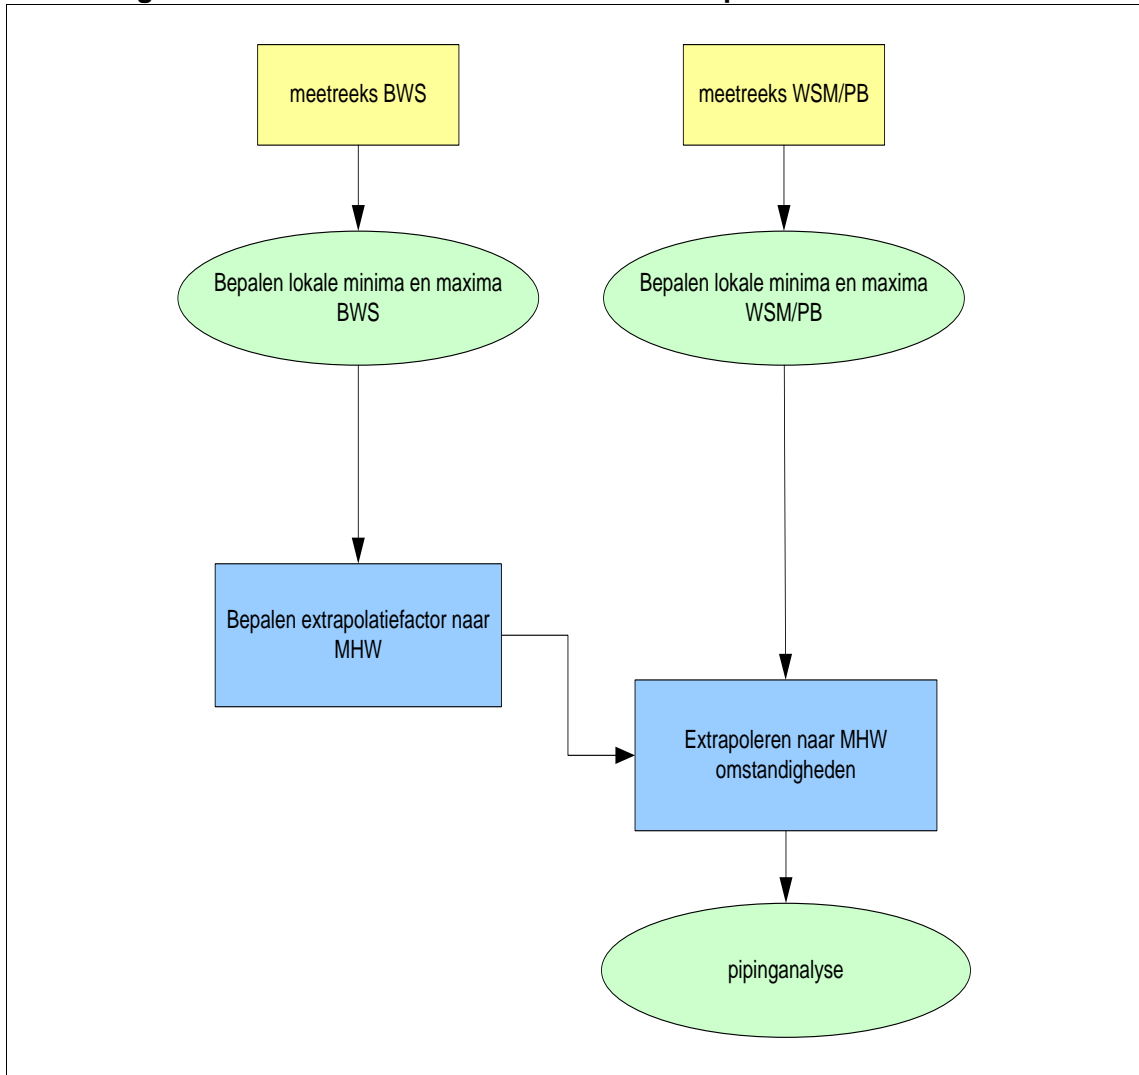 meetreeks BWS
meetreeks WSM/PB
Bepalen lokale minima en maxima
BWS
Bepalen lokale minima en maxima
WSM/PB
Bepalen extrapolatiefactor naar
MHW
Extrapoleren naar MHW
omstandigheden
pipinganalyse